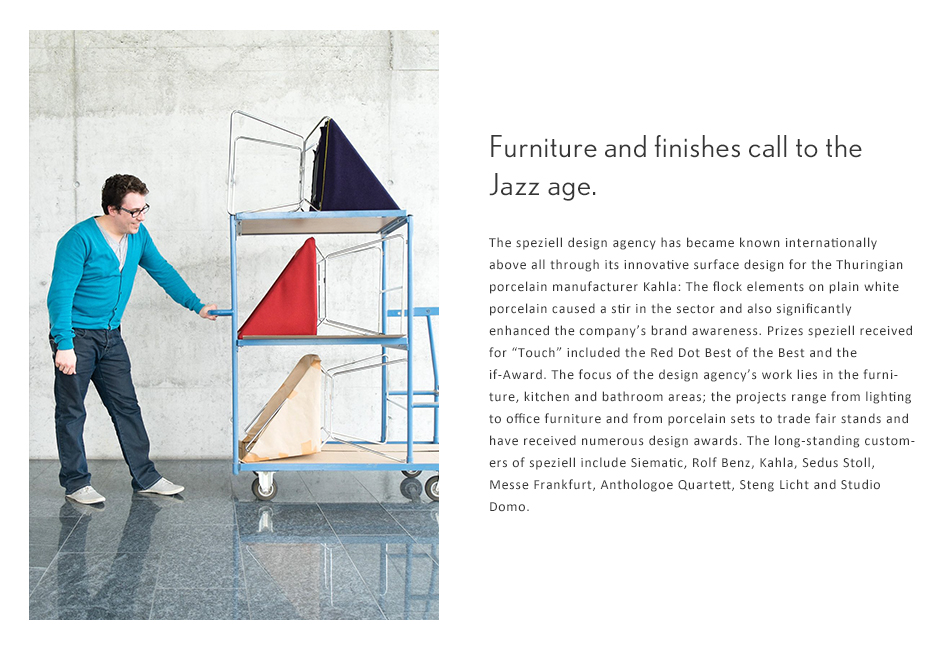 Furniture and finishes call to the
Jazz age.
The speziell design agency has became known internationally
above all through its innovative surface design for the Thuringian
porcelain manufacturer Kahla: The flock elements on plain white
porcelain caused a stir in the sector and also significantly
enhanced the company's brand awareness. Prizes speziell received
for “Touch” included the Red Dot Best of the Best and the
if-Award. The focus of the design agency's work lies in the furni-
ture, kitchen and bathroom areas; the projects range from lighting
to office furniture and from porcelain sets to trade fair stands and
have received numerous design awards. The long-standing custom-
ers of speziell include Siematic, Rolf Benz, Kahla, Sedus Stoll,
Messe Frankfurt, Anthologoe Quartett, Steng Licht and Studio
Domo.